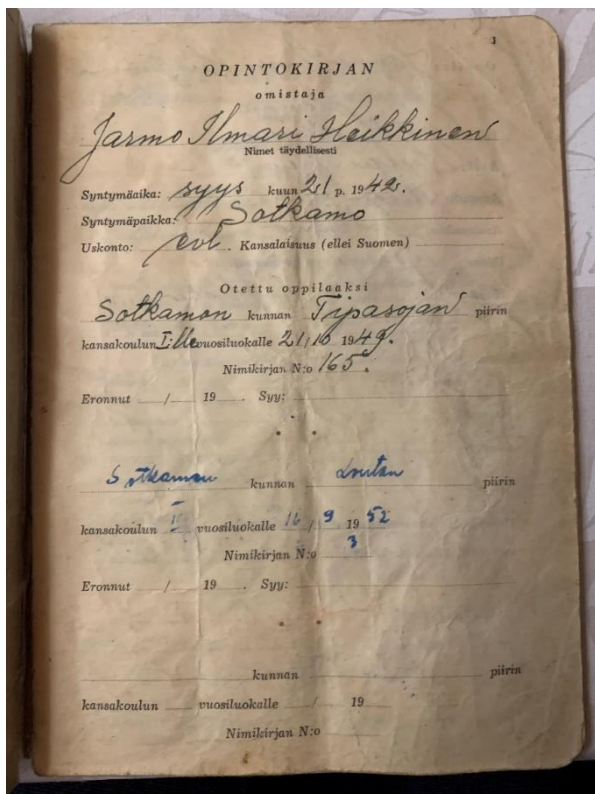 1
OPINTOKIRJAN
omistaja
Jarmo Ilmari Heikkinen
Nimet täydellisesti
Syntymäaika: syys kuun 21 p. 1942.
Syntymäpaikka: Sotkamo
Uskonto: evl. Kansalaisuus (ellei Suomen)
Otettu oppilaaksi
Sotkamon kunnan Tipasojan piirin
kansakoulun I:lle vuosiluokalle 21/10 1949.
Nimikirjan N:o 165.
Eronnut / 19 . Syy:
Sotkamon kunnan piirin
kansakoulun vuosiluokalle 16/9 1952
Nimikirjan N:o 3
Eronnut / 19 . Syy:
kunnan piirin
kansakoulun vuosiluokalle / 19
Nimikirjan N:o